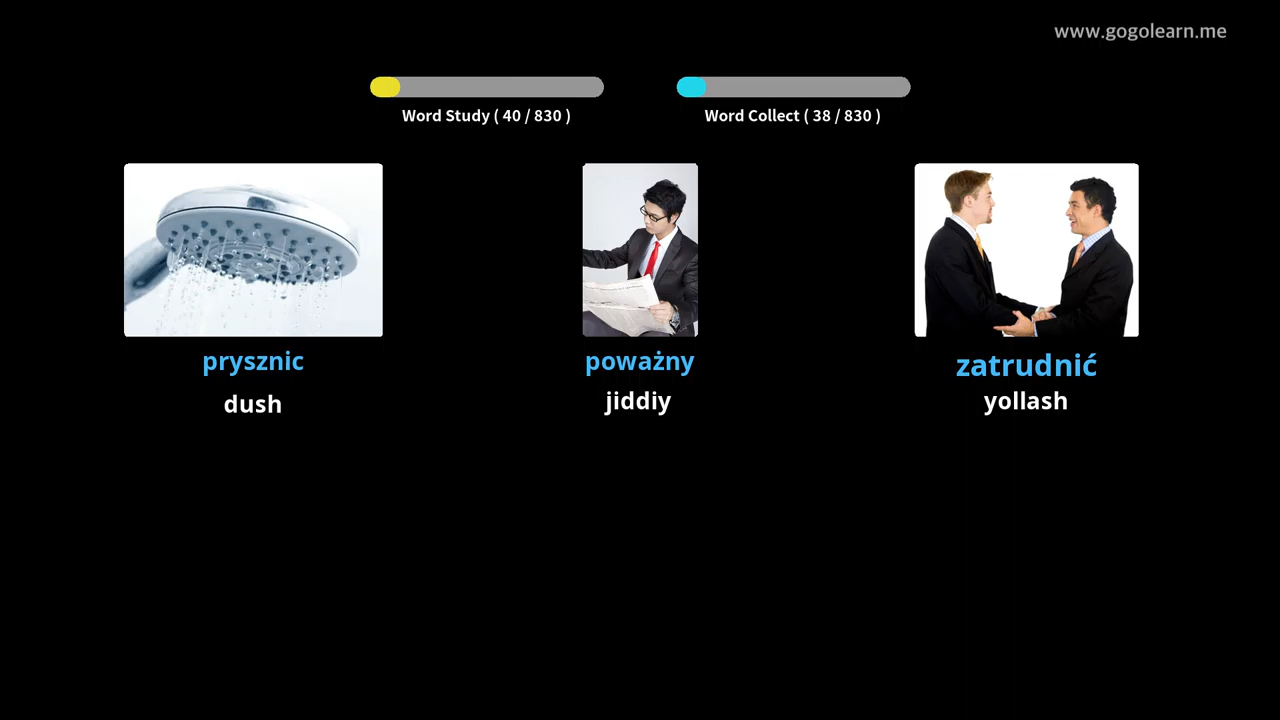 www.gogolearn.me
Word Study ( 40 / 830 )
Word Collect ( 38 / 830 )
prysznic
poważny
zatrudnić
dush
jiddiy
yollash